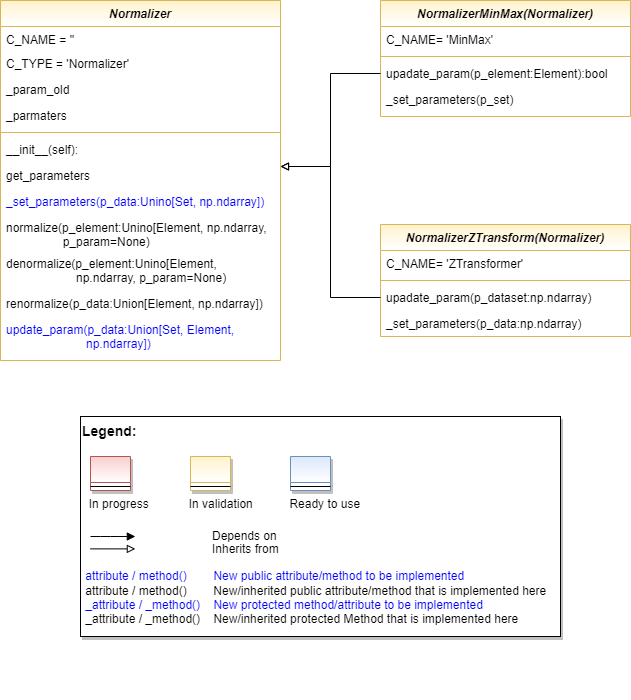 Normalizer
C_NAME = ''
C_TYPE = 'Normalizer'
_param_old
_parmaters
__init__(self):
get_parameters
_set_parameters(p_data:Unino[Set, np.ndarray])
normalize(p_element:Unino[Element, np.ndarray,
p_param=None)
denormalize(p_element:Unino[Element,
np.ndarray, p_param=None)
renormalize(p_data:Union[Element, np.ndarray])
update_param(p_data:Union[Set, Element,
np.ndarray])
NormalizerMinMax(Normalizer)
C_NAME= 'MinMax'
upadate_param(p_element:Element):bool
_set_parameters(p_set)
NormalizerZTransform(Normalizer)
C_NAME= 'ZTransformer'
upadate_param(p_dataset:np.ndarray)
_set_parameters(p_data:np.ndarray)
Legend:
In progress
In validation
Ready to use
Depends on
Inherits from
attribute / method() New public attribute/method to be implemented
attribute / method() New/inherited public attribute/method that is implemented here
_attribute / _method() New protected method/attribute to be implemented
_attribute / _method() New/inherited protected Method that is implemented here